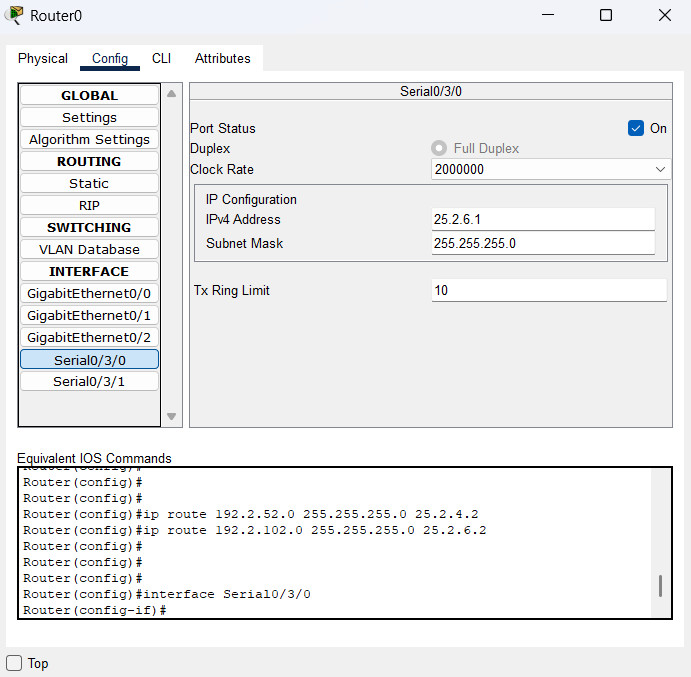 Router0
Physical Config CLI Attributes
GLOBAL
Settings
Algorithm Settings
ROUTING
Static
RIP
SWITCHING
VLAN Database
INTERFACE
GigabitEthernet0/0
GigabitEthernet0/1
GigabitEthernet0/2
Serial0/3/0
Serial0/3/1
Serial0/3/0
Port Status On
Duplex Full Duplex
Clock Rate 2000000
IP Configuration
IPv4 Address 25.2.6.1
Subnet Mask 255.255.255.0
Tx Ring Limit 10
Equivalent IOS Commands
Router(config)#
Router(config)#
Router(config)#
Router(config)#ip route 192.2.52.0 255.255.255.0 25.2.4.2
Router(config)#ip route 192.2.102.0 255.255.255.0 25.2.6.2
Router(config)#
Router(config)#
Router(config)#
Router(config)#interface Serial0/3/0
Router(config-if)#
Top